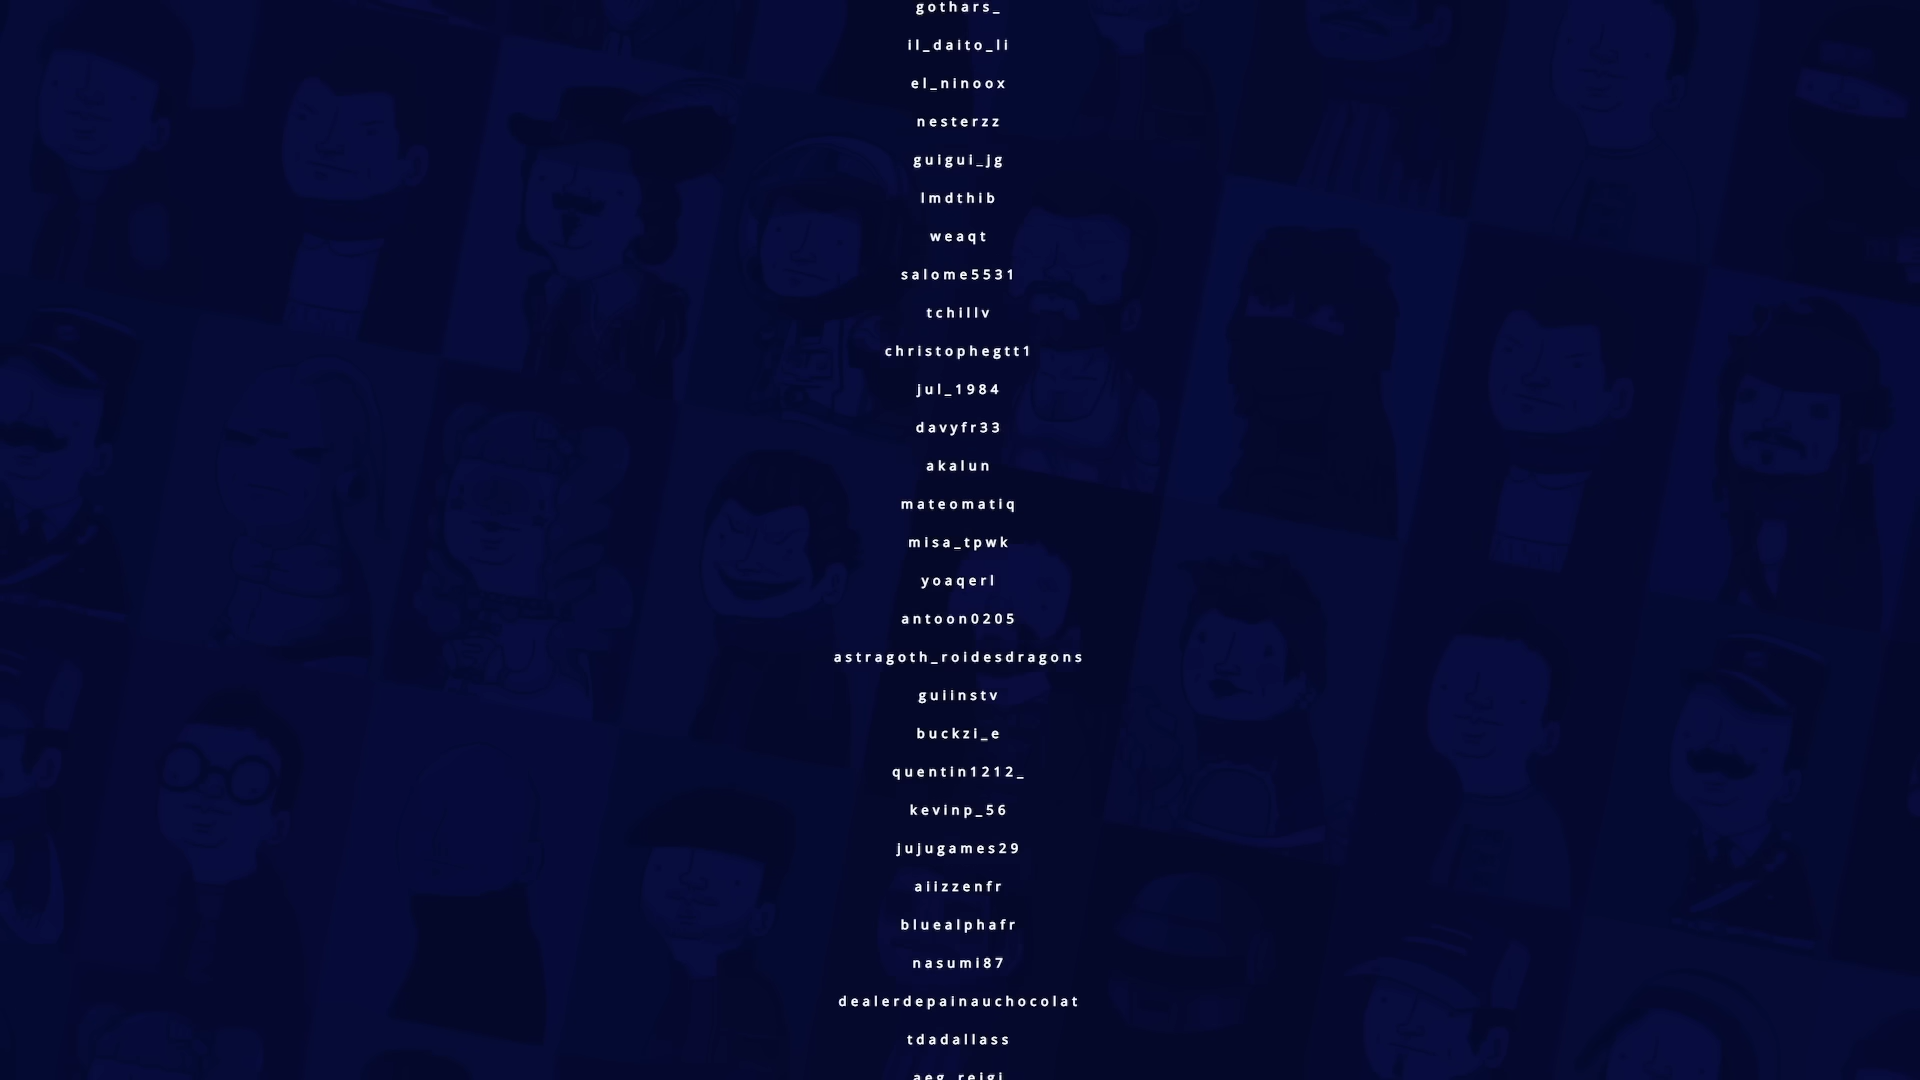 gothars_
il_daito_li
el_ninoox
nesterzz
guigui_jg
lmdthib
weaqt
salome5531
tchillv
christophegtt1
jul_1984
davyfr33
akalun
mateomatiq
misa_tpwk
yoaqerl
antoon0205
astragoth_roidesdragons
guiinstv
buckzi_e
quentin1212_
kevinp_56
jujugames29
aiizzenfr
bluealphafr
nasumi87
dealerdepainauchocolat
tdadallass